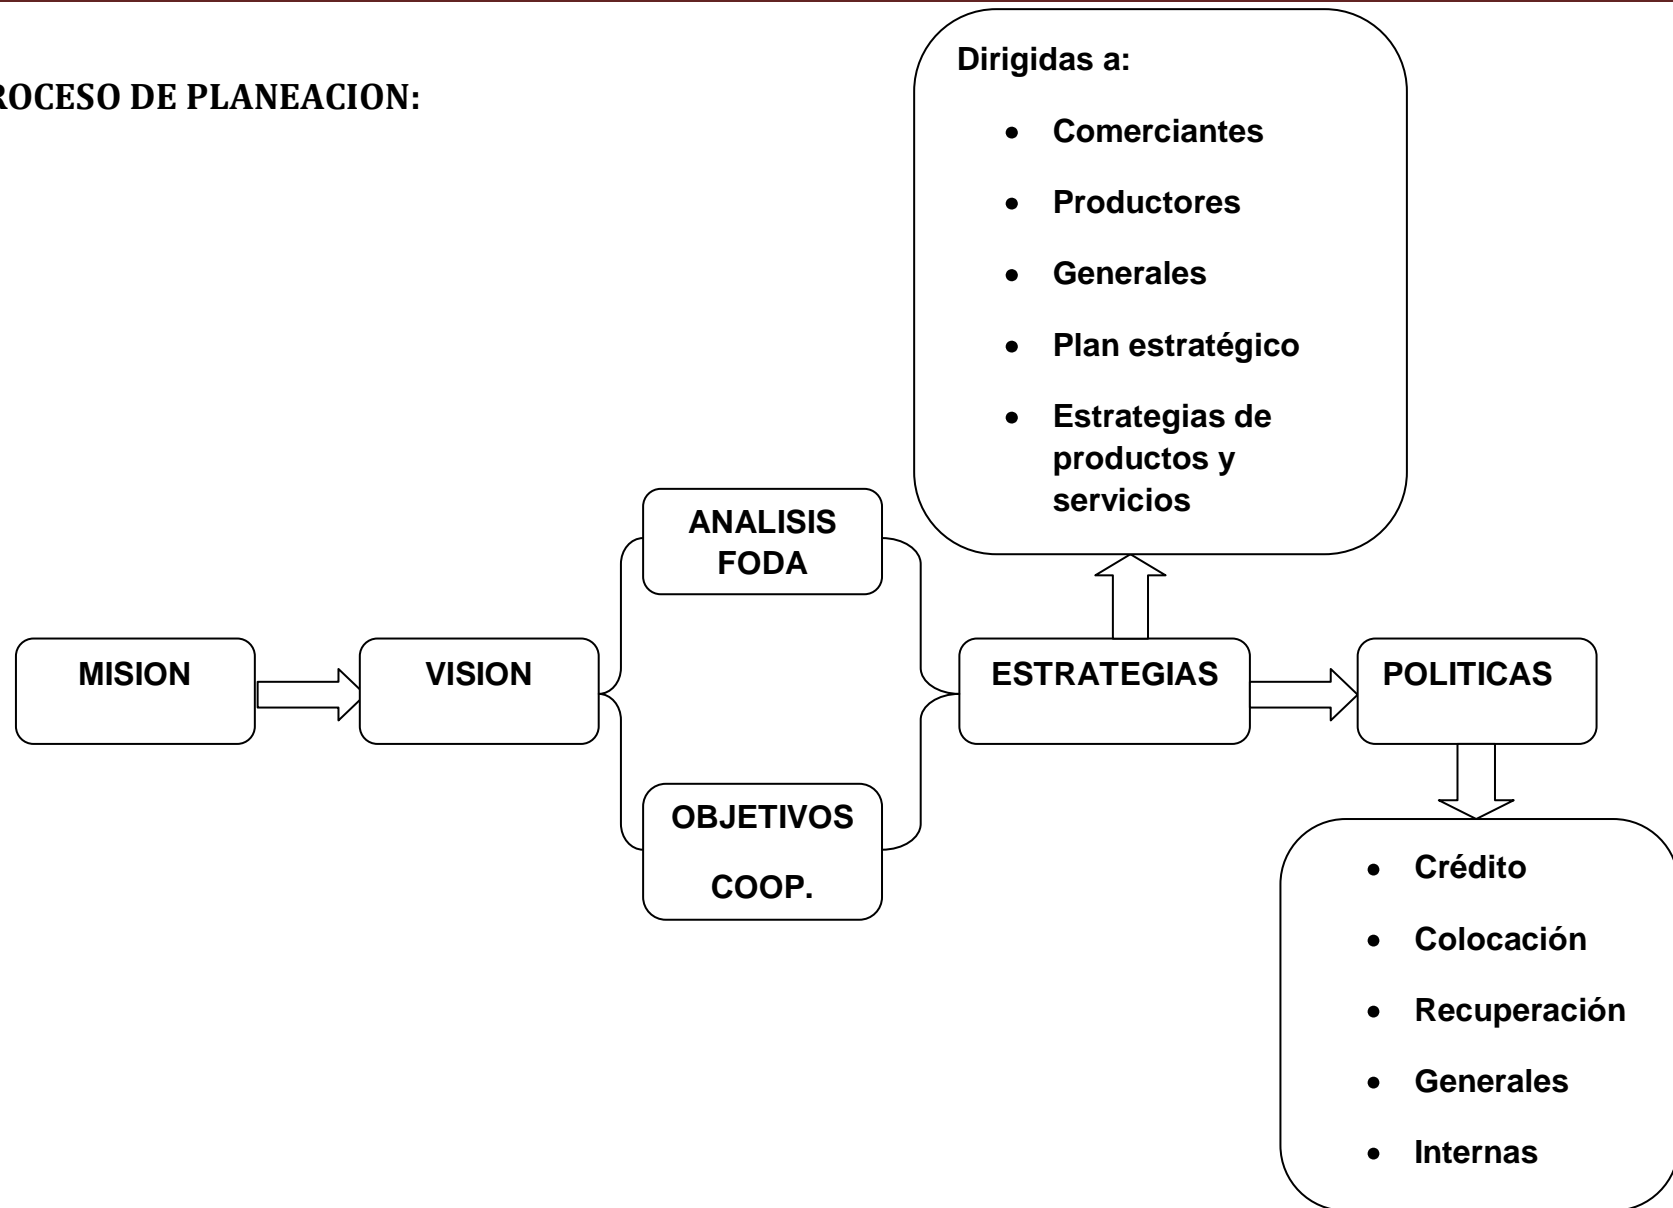 ROCESO DE PLANEACION:
Dirigidas a:
• Comerciantes
• Productores
• Generales
• Plan estratégico
• Estrategias de
productos y
servicios
ANALISIS
FODA
MISION
VISION
ESTRATEGIAS
POLITICAS
OBJETIVOS
COOP.
• Crédito
• Colocación
• Recuperación
• Generales
• Internas